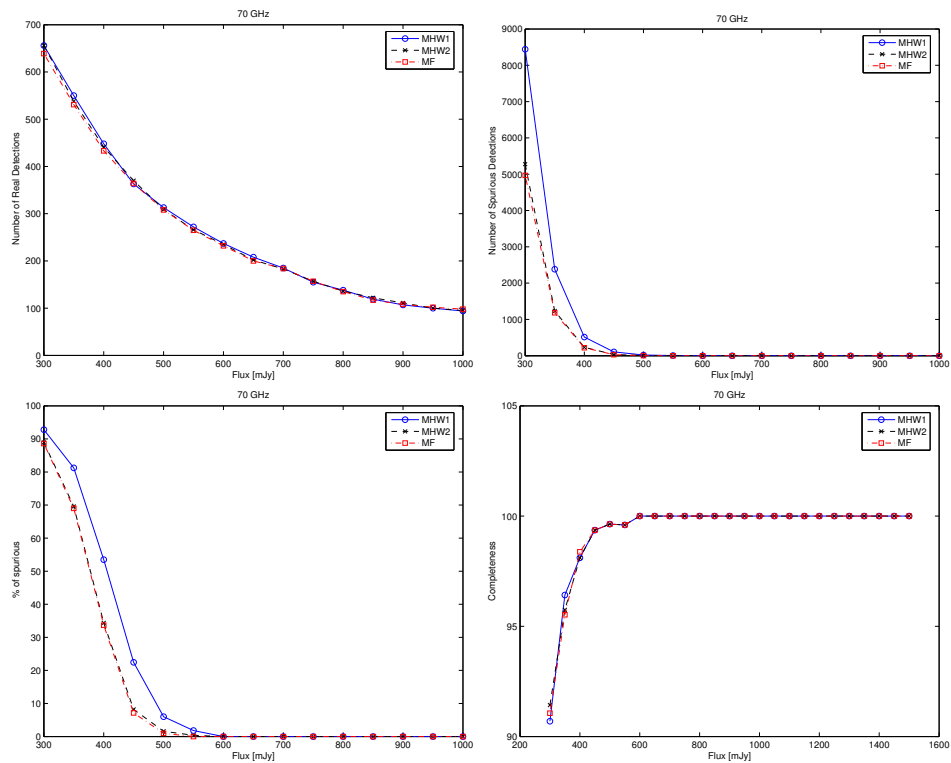 70 GHz
700
600
500
400
300
200
100
0
Number of Real Detections
MHW1
MHW2
MF
300 400 500 600 700 800 900 1000
Flux [mJy]
70 GHz
9000
8000
7000
6000
5000
4000
3000
2000
1000
0
Number of Spurious Detections
MHW1
MHW2
MF
300 400 500 600 700 800 900 1000
Flux [mJy]
70 GHz
100
90
80
70
60
50
40
30
20
10
0
% of spurious
MHW1
MHW2
MF
300 400 500 600 700 800 900 1000
Flux [mJy]
70 GHz
105
100
95
90
Completeness
MHW1
MHW2
MF
200 400 600 800 1000 1200 1400 1600
Flux [mJy]